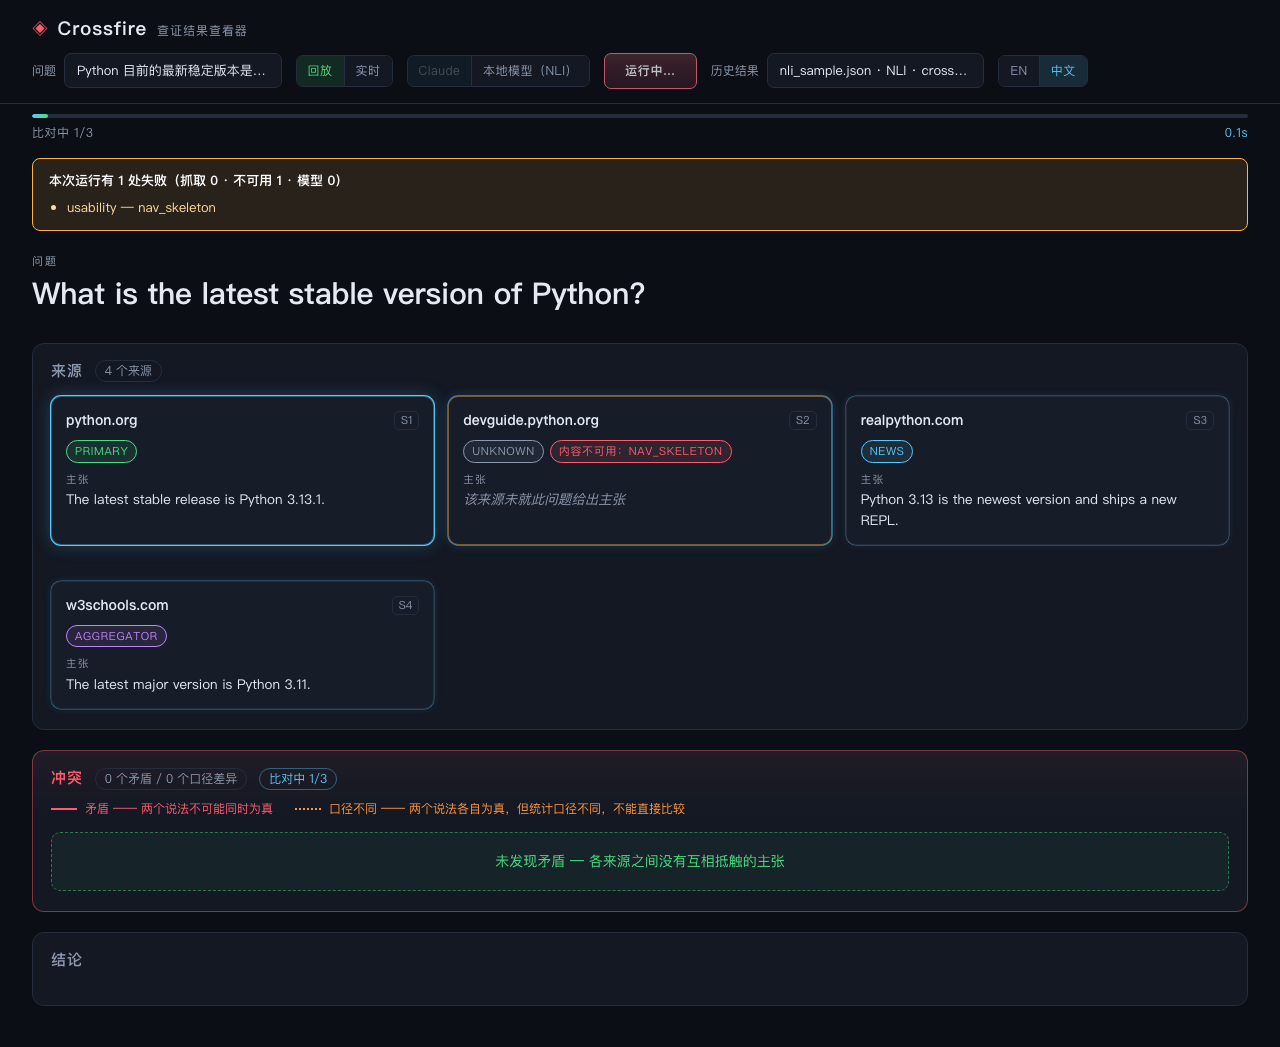 Crossfire 查证结果查看器
问题 Python 目前的最新稳定版本是... 回放 实时 Claude 本地模型（NLI） 运行中... 历史结果 nli_sample.json · NLI · cross... EN 中文
比对中 1/3 0.1s
本次运行有 1 处失败（抓取 0 · 不可用 1 · 模型 0）
• usability — nav_skeleton
问题
What is the latest stable version of Python?
来源 4 个来源
python.org S1
PRIMARY
主张
The latest stable release is Python 3.13.1.
devguide.python.org S2
UNKNOWN 内容不可用：NAV_SKELETON
主张
该来源未就此问题给出主张
realpython.com S3
NEWS
主张
Python 3.13 is the newest version and ships a new
REPL.
w3schools.com S4
AGGREGATOR
主张
The latest major version is Python 3.11.
冲突 0 个矛盾 / 0 个口径差异 比对中 1/3
矛盾 —— 两个说法不可能同时为真 口径不同 —— 两个说法各自为真，但统计口径不同，不能直接比较
未发现矛盾 — 各来源之间没有互相抵触的主张
结论